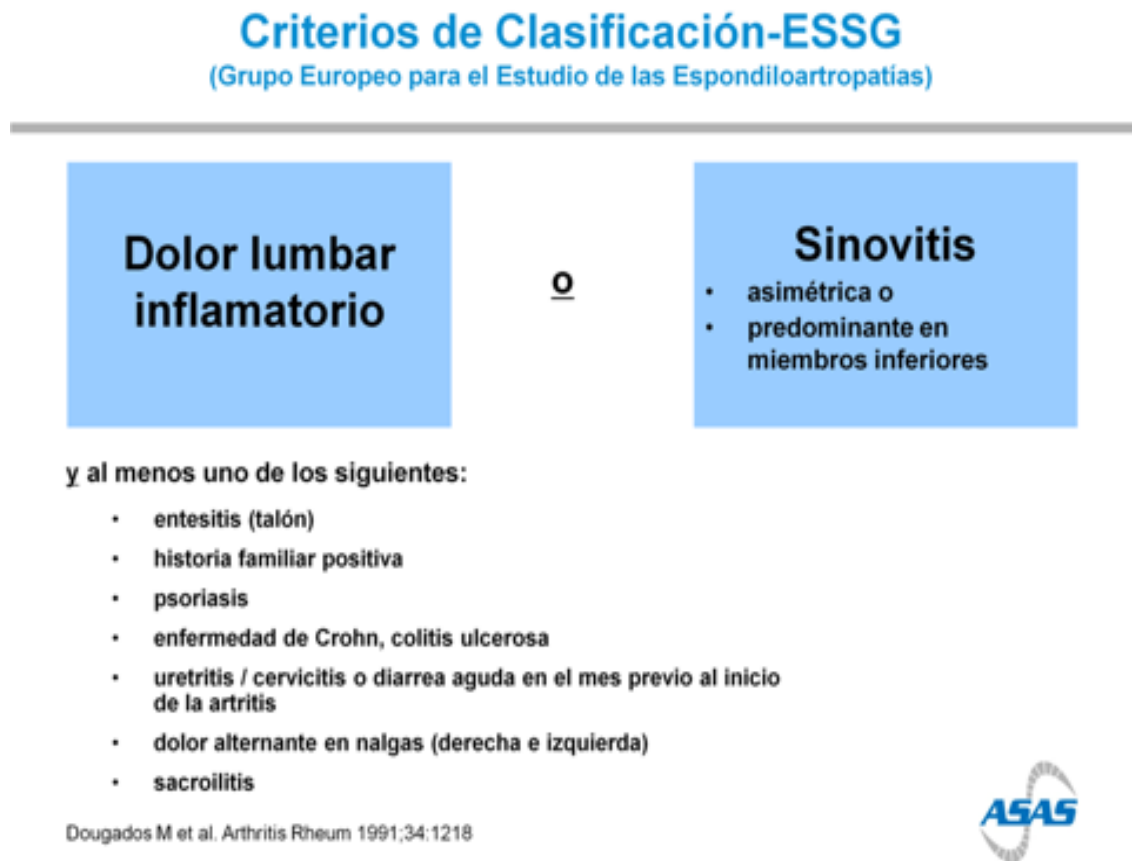 Criterios de Clasificación-ESSG
(Grupo Europeo para el Estudio de las Espondiloartropatías)
Dolor lumbar
inflamatorio
o
Sinovitis
• asimétrica o
• predominante en
miembros inferiores
y al menos uno de los siguientes:
• entesitis (talón)
• historia familiar positiva
• psoriasis
• enfermedad de Crohn, colitis ulcerosa
• uretritis / cervicitis o diarrea aguda en el mes previo al inicio
de la artritis
• dolor alternante en nalgas (derecha e izquierda)
• sacroilitis
Dougados M et al. Arthritis Rheum 1991;34:1218
ASAS